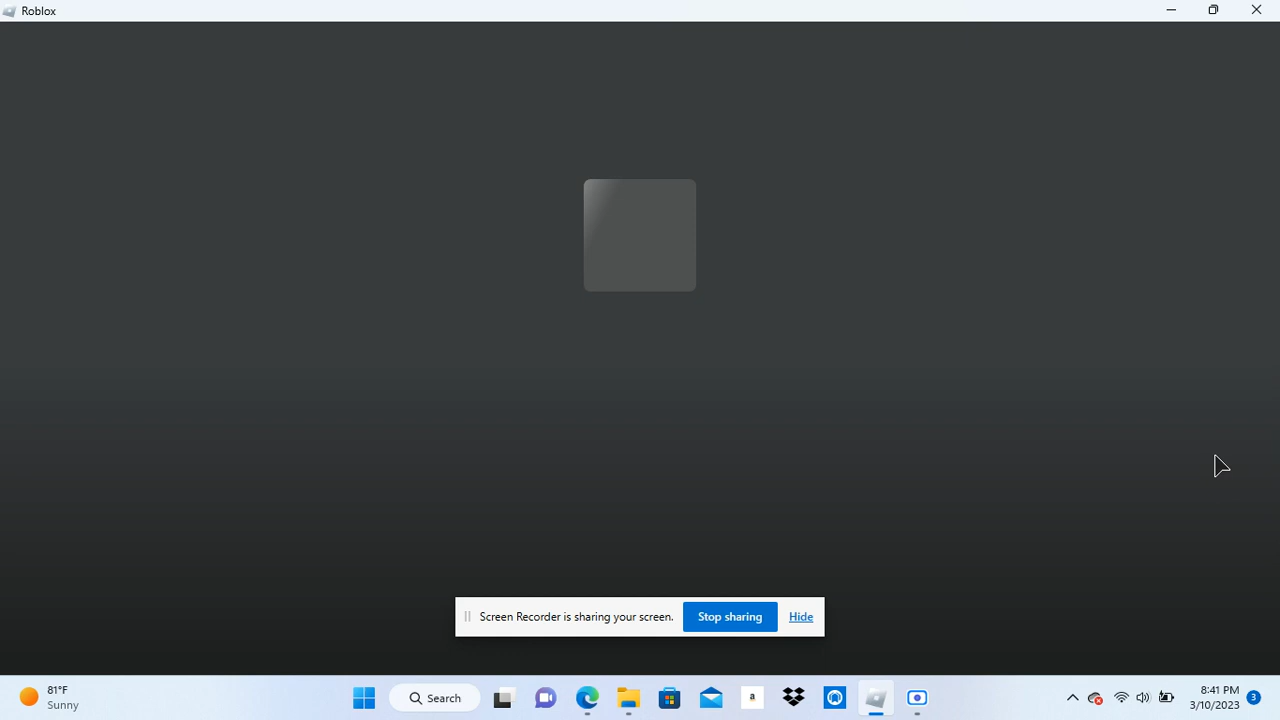 Roblox
Screen Recorder is sharing your screen.
Stop sharing
Hide
81°F
Sunny
Search
a
8:41 PM
3/10/2023
3